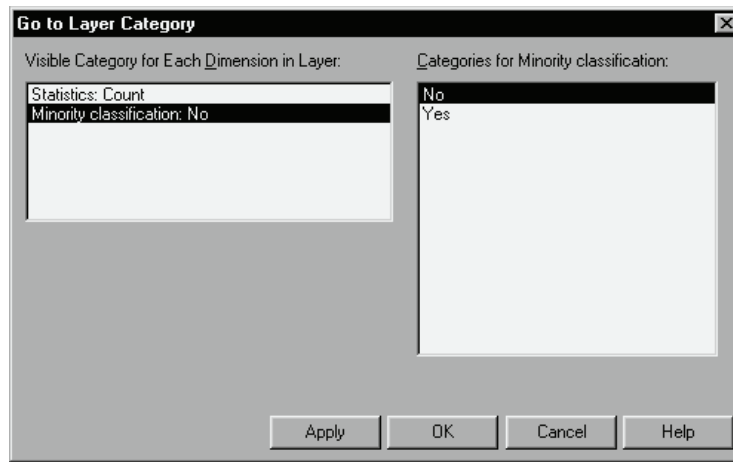 Go to Layer Category
Visible Category for Each Dimension in Layer:
Statistics: Count
Minority classification: No
Categories for Minority classification:
No
Yes
Apply
OK
Cancel
Help